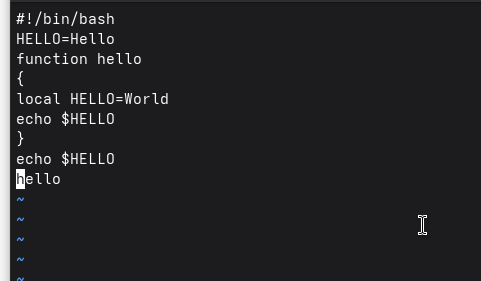 #!/bin/bash
HELLO=Hello
function hello
{
local HELLO=World
echo $HELLO
}
echo $HELLO
hello
~
~
~
~
~